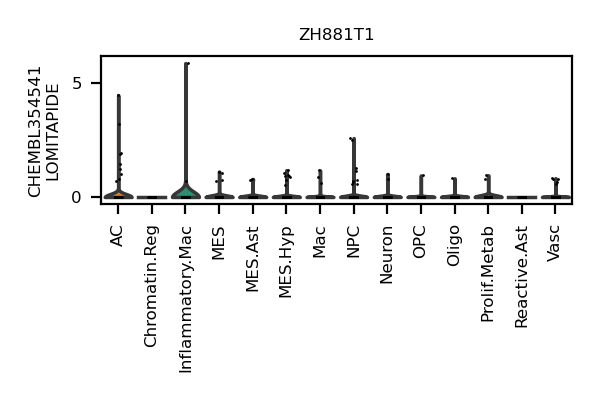 ZH881T1
CHEMBL354541
LOMITAPIDE
5
0
AC
Chromatin.Reg
Inflammatory.Mac
MES
MES.Ast
MES.Hyp
Mac
NPC
Neuron
OPC
Oligo
Prolif.Metab
Reactive.Ast
Vasc